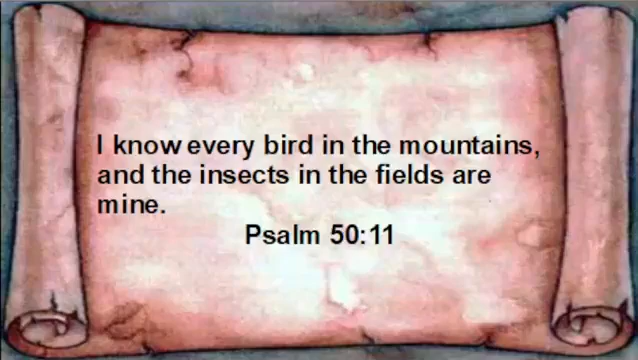 I know every bird in the mountains,
and the insects in the fields are
mine.
Psalm 50:11